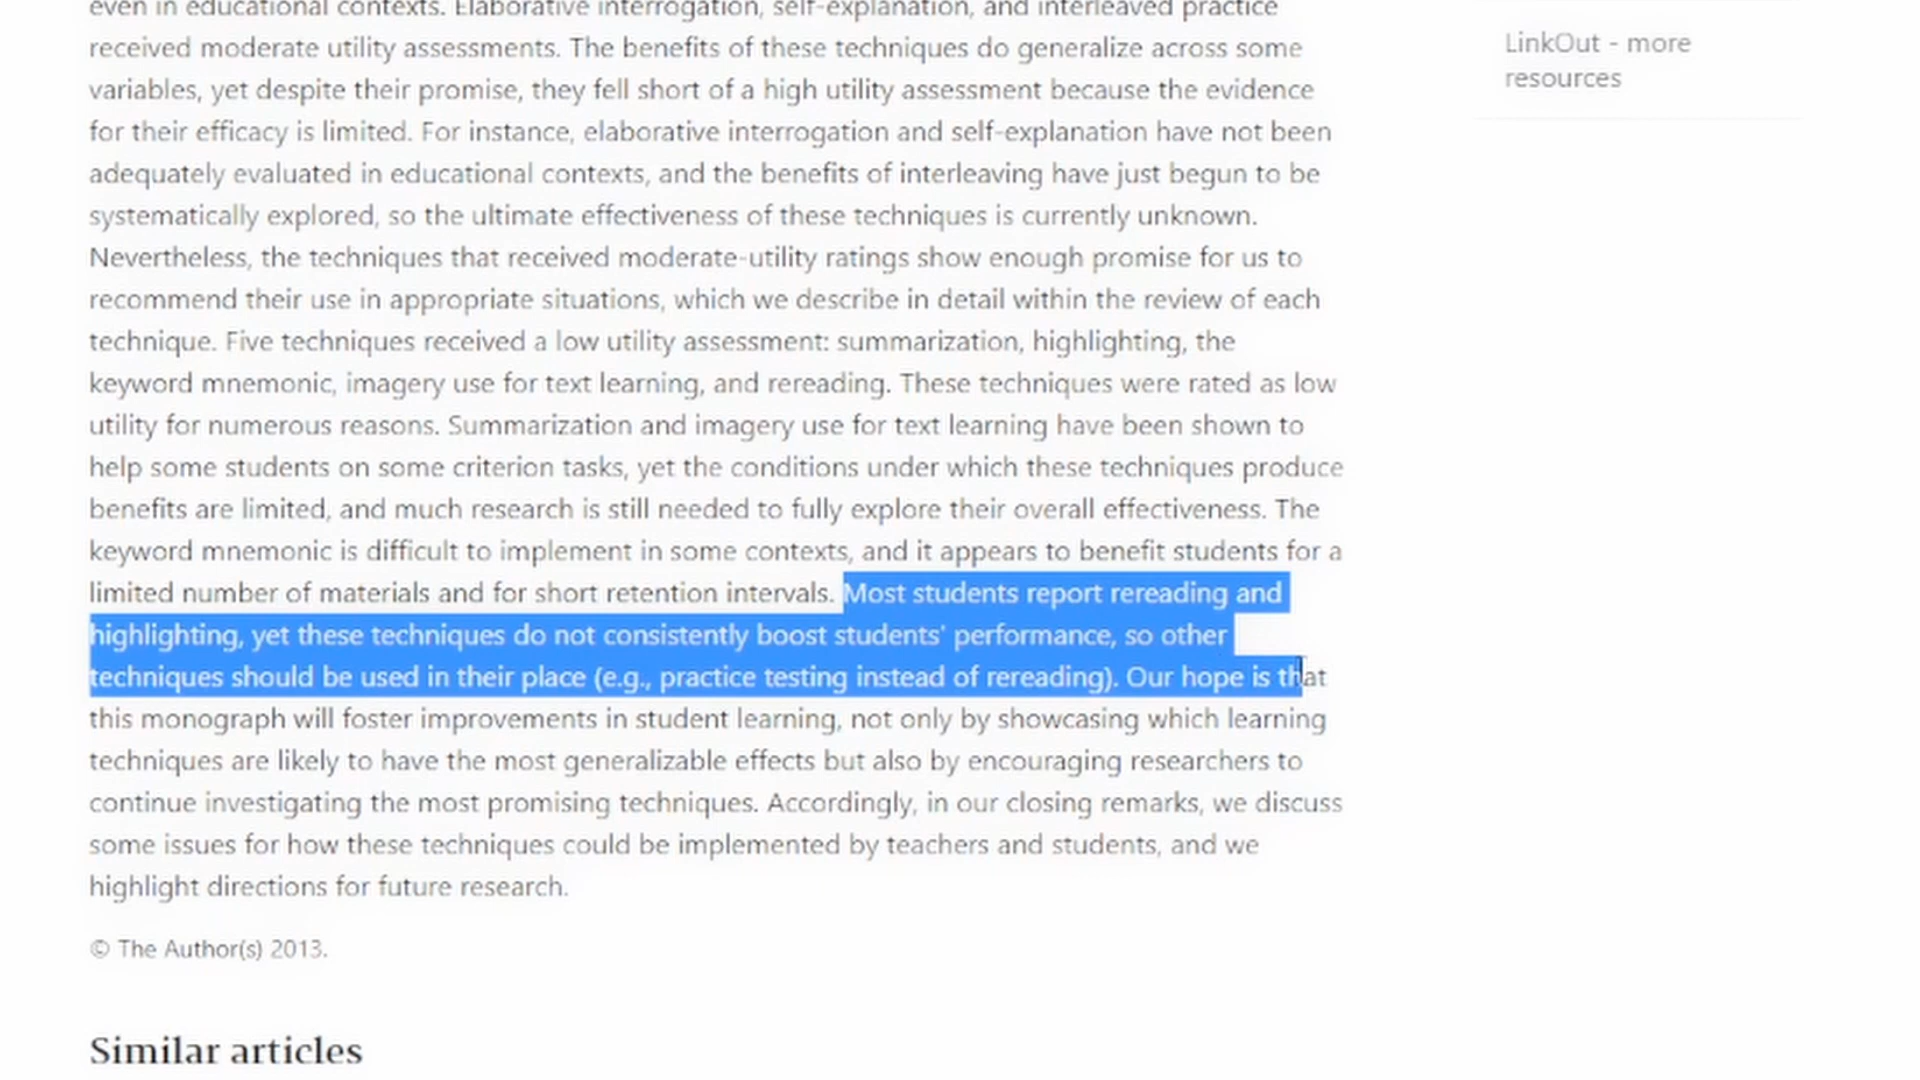 even in educational contexts. Elaborative interrogation, self-explanation, and interleaved practice
received moderate utility assessments. The benefits of these techniques do generalize across some
variables, yet despite their promise, they fell short of a high utility assessment because the evidence
for their efficacy is limited. For instance, elaborative interrogation and self-explanation have not been
adequately evaluated in educational contexts, and the benefits of interleaving have just begun to be
systematically explored, so the ultimate effectiveness of these techniques is currently unknown.
Nevertheless, the techniques that received moderate-utility ratings show enough promise for us to
recommend their use in appropriate situations, which we describe in detail within the review of each
technique. Five techniques received a low utility assessment: summarization, highlighting, the
keyword mnemonic, imagery use for text learning, and rereading. These techniques were rated as low
utility for numerous reasons. Summarization and imagery use for text learning have been shown to
help some students on some criterion tasks, yet the conditions under which these techniques produce
benefits are limited, and much research is still needed to fully explore their overall effectiveness. The
keyword mnemonic is difficult to implement in some contexts, and it appears to benefit students for a
limited number of materials and for short retention intervals. Most students report rereading and
highlighting, yet these techniques do not consistently boost students' performance, so other
techniques should be used in their place (e.g., practice testing instead of rereading). Our hope is that
this monograph will foster improvements in student learning, not only by showcasing which learning
techniques are likely to have the most generalizable effects but also by encouraging researchers to
continue investigating the most promising techniques. Accordingly, in our closing remarks, we discuss
some issues for how these techniques could be implemented by teachers and students, and we
highlight directions for future research.
© The Author(s) 2013.
Similar articles
LinkOut - more
resources